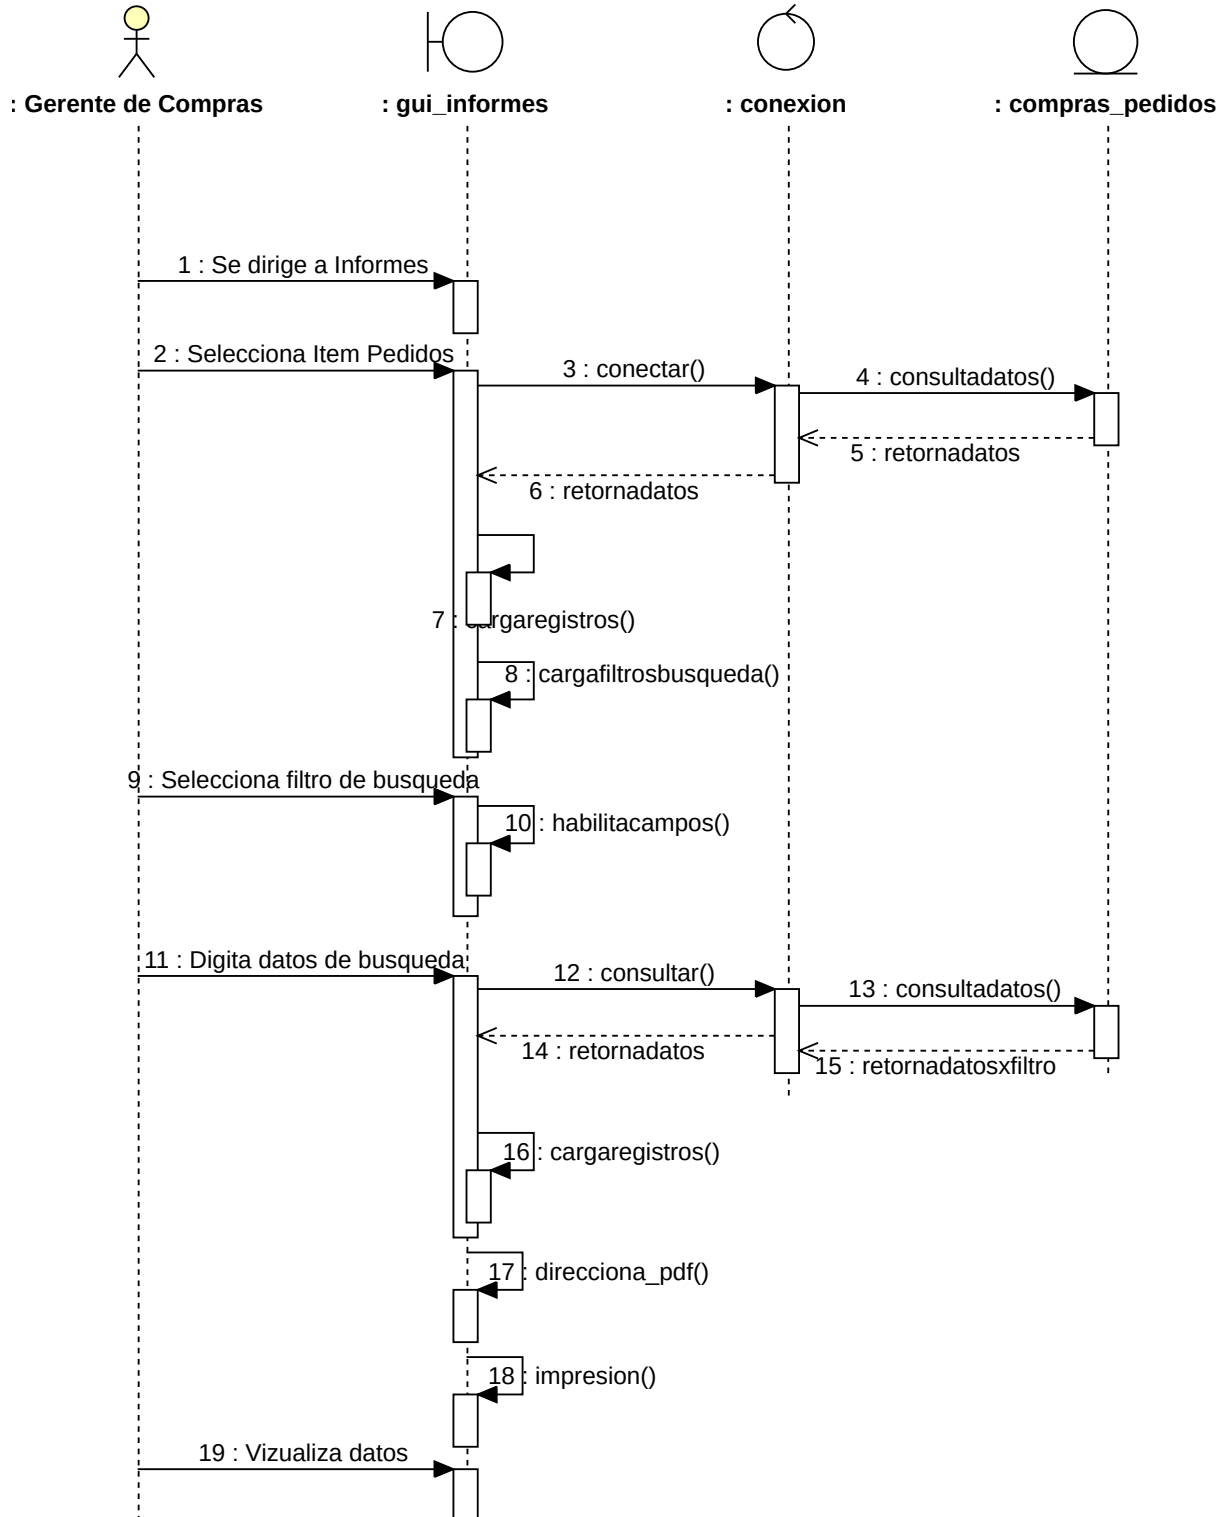 : Gerente de Compras
: gui_informes
: conexion
: compras_pedidos
1 : Se dirige a Informes
2 : Selecciona Item Pedidos
3 : conectar()
4 : consultadatos()
5 : retornadatos
6 : retornadatos
7 : cargaregistros()
8 : cargafiltrosbusqueda()
9 : Selecciona filtro de busqueda
10 : habilitacampos()
11 : Digita datos de busqueda
12 : consultar()
13 : consultadatos()
14 : retornadatos
15 : retornadatosxfiltro
16 : cargaregistros()
17 : direcciona_pdf()
18 : impresion()
19 : Vizualiza datos